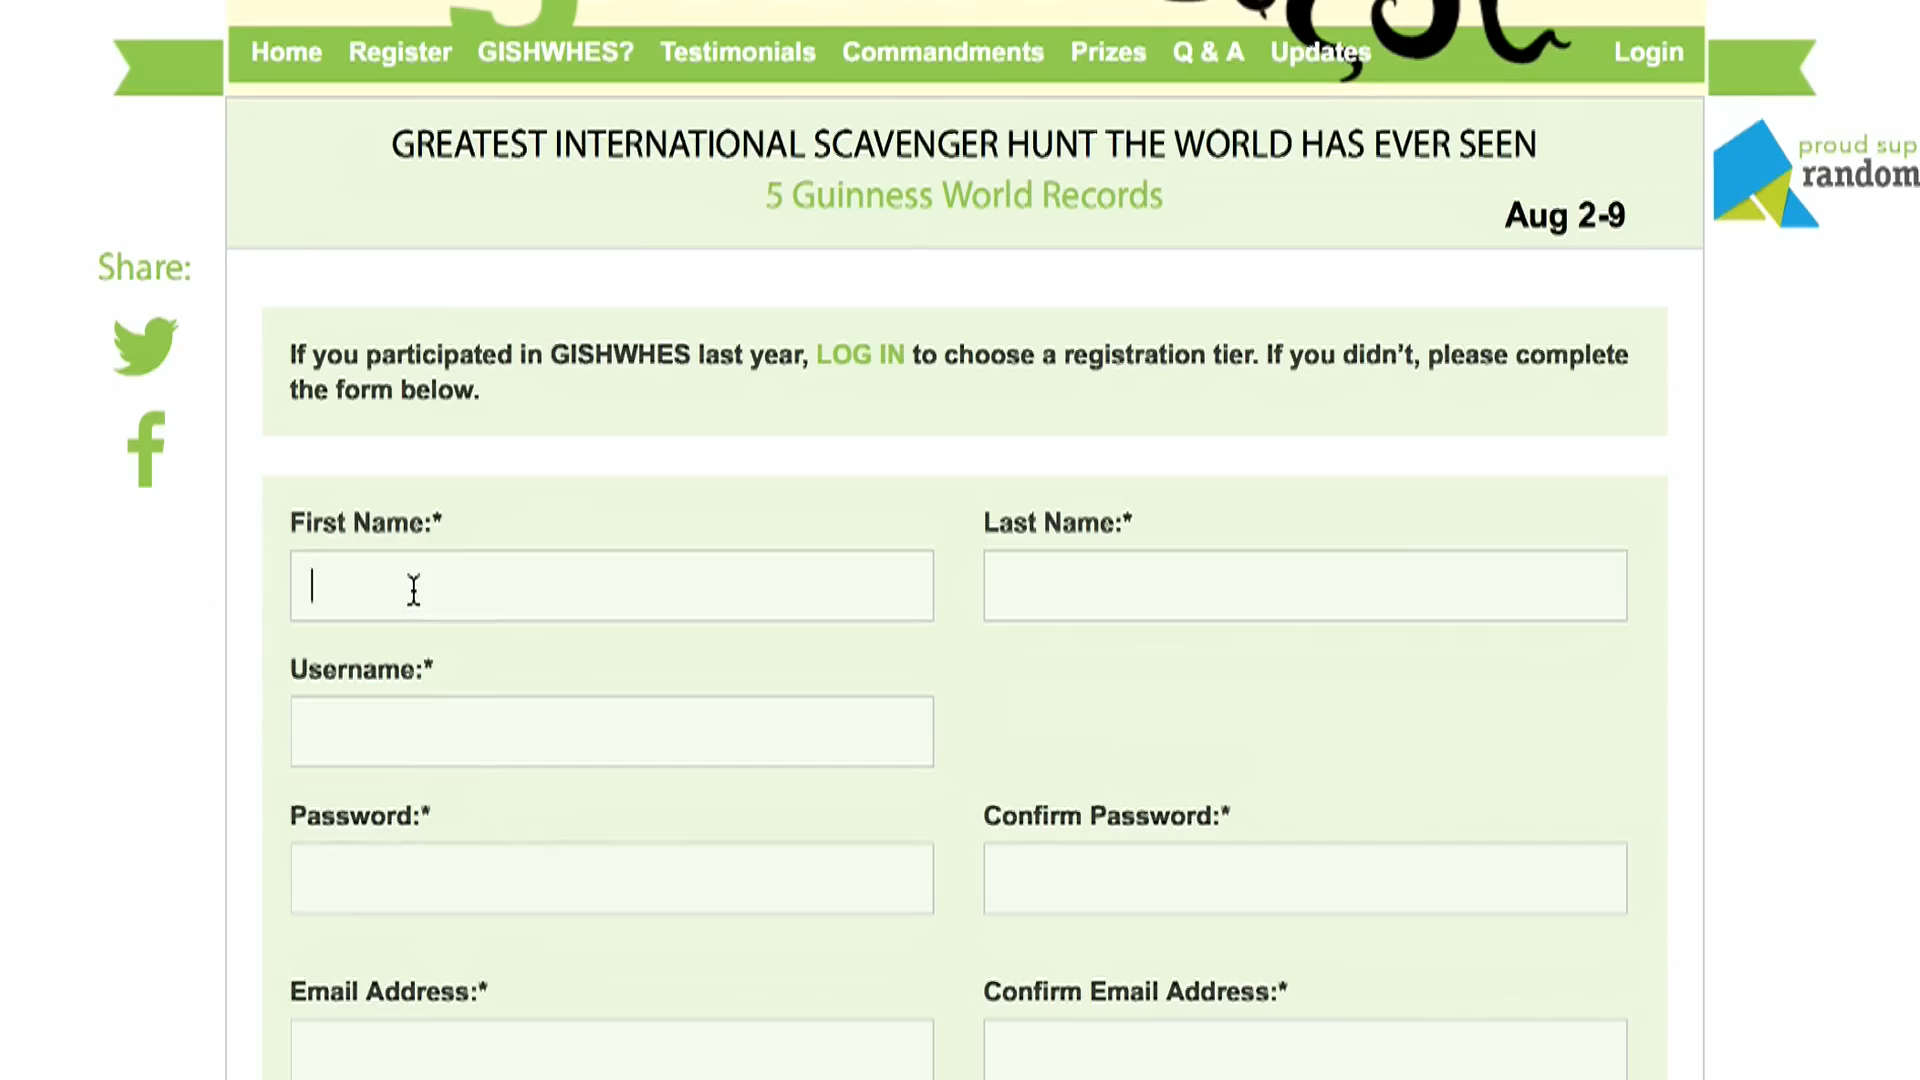 Home Register GISHWHES? Testimonials Commandments Prizes Q & A Updates Login
GREATEST INTERNATIONAL SCAVENGER HUNT THE WORLD HAS EVER SEEN
5 Guinness World Records
Aug 2-9
proud sup
random
Share:
If you participated in GISHWHES last year, LOG IN to choose a registration tier. If you didn’t, please complete
the form below.
First Name:* Last Name:*
Username:*
Password:* Confirm Password:*
Email Address:* Confirm Email Address:*